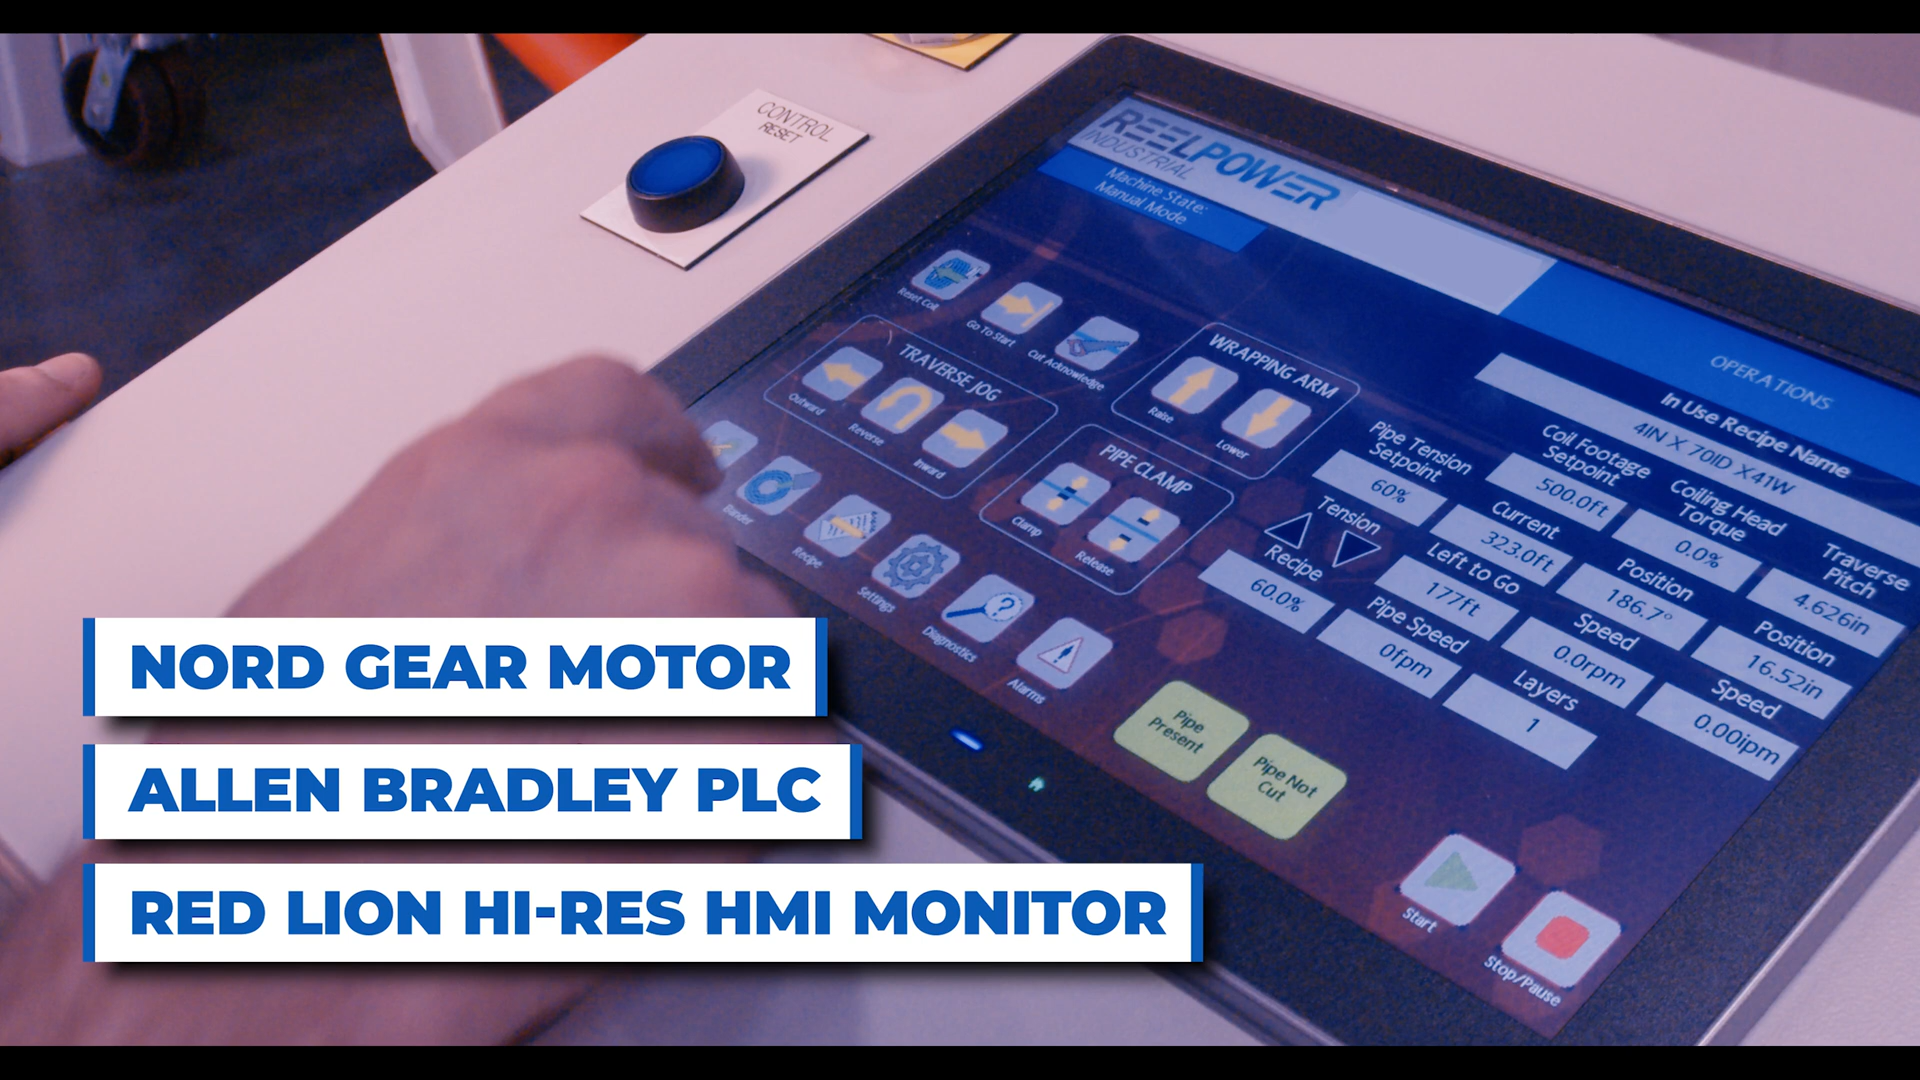 CONTROL
RESET
REELPOWER
INDUSTRIAL
Machine State:
Manual Mode
OPERATIONS
Reset Coil
Go To Start
Cut Acknowledge
TRAVERSE JOG
Outward
Reverse
Inward
WRAPPING ARM
Raise
Lower
PIPE CLAMP
Clamp
Release
Bander
Recipe
Settings
Diagnostics
Alarms
In Use Recipe Name
4IN X 70ID X41W
Pipe Tension
Setpoint
60%
Tension
Recipe
60.0%
Coil Footage
Setpoint
500.0ft
Current
323.0ft
Left to Go
177ft
Pipe Speed
0fpm
Coiling Head
Torque
0.0%
Position
186.7°
Speed
0.0rpm
Layers
1
Traverse
Pitch
4.626in
Position
16.52in
Speed
0.00ipm
Pipe
Present
Pipe Not
Cut
Start
Stop/Pause
NORD GEAR MOTOR
ALLEN BRADLEY PLC
RED LION HI-RES HMI MONITOR